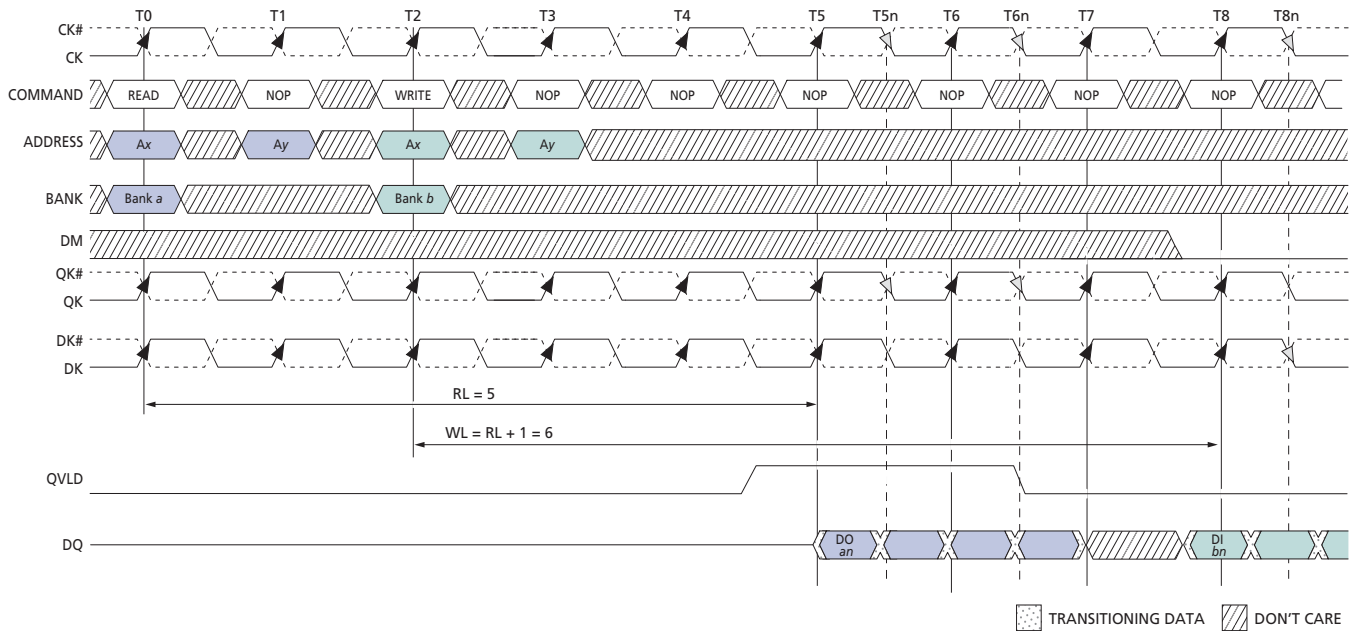 T0 T1 T2 T3 T4 T5 T5n T6 T6n T7 T8 T8n
CK#
CK
COMMAND READ NOP WRITE NOP NOP NOP NOP NOP NOP
ADDRESS Ax Ay Ax Ay
BANK Bank a Bank b
DM
QK#
QK
DK#
DK
RL = 5
WL = RL + 1 = 6
QVLD
DQ DO an DI bn
TRANSITIONING DATA DON'T CARE